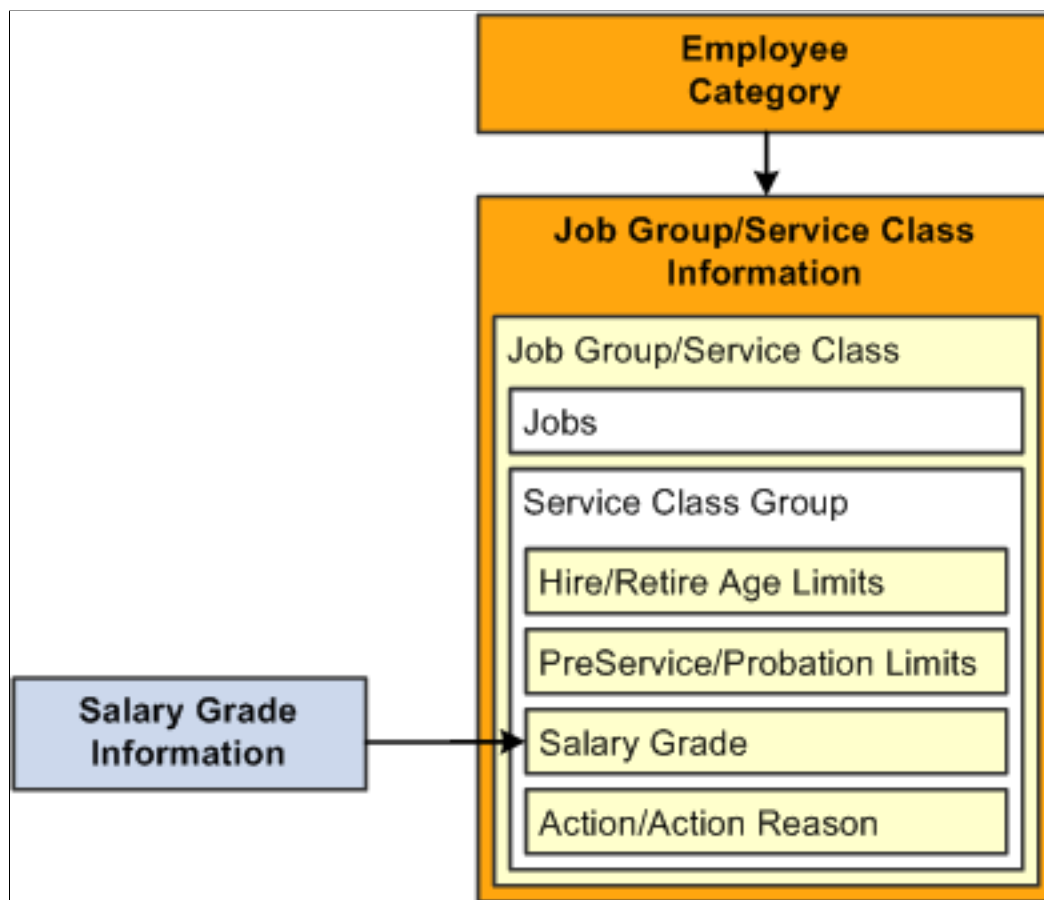 Employee
Category
Job Group/Service Class
Information
Job Group/Service Class
Jobs
Service Class Group
Hire/Retire Age Limits
PreService/Probation Limits
Salary Grade
Action/Action Reason
Salary Grade
Information